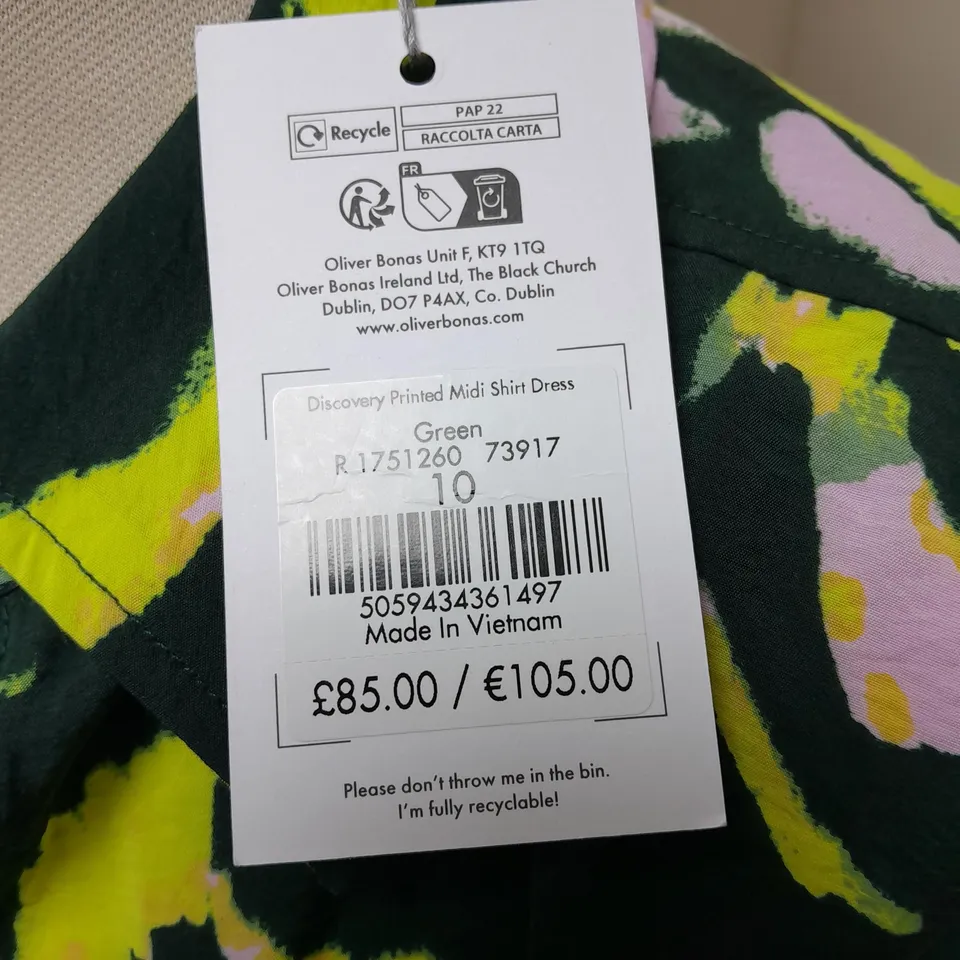 Recycle
PAP 22
RACCOLTA CARTA
FR
Oliver Bonas Unit F, KT9 1TQ
Oliver Bonas Ireland Ltd, The Black Church
Dublin, DO7 P4AX, Co. Dublin
www.oliverbonas.com
Discovery Printed Midi Shirt Dress
Green
R 1751260 73917
10
5059434361497
Made In Vietnam
£85.00 / €105.00
Please don't throw me in the bin.
I'm fully recyclable!